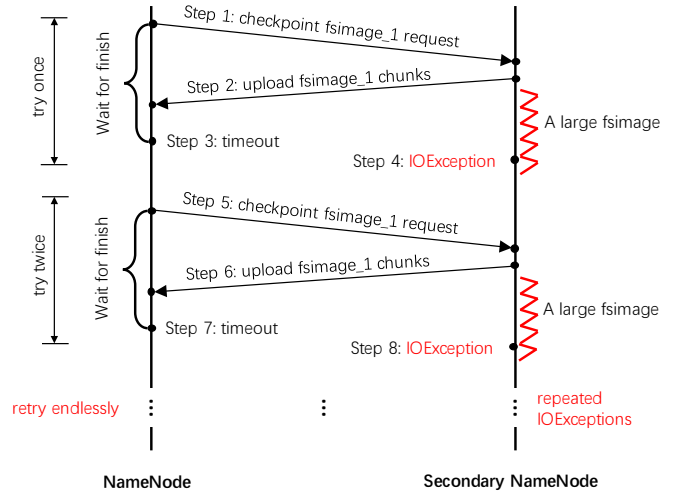 Step 1: checkpoint fsimage_1 request
try once
Wait for finish
Step 2: upload fsimage_1 chunks
A large fsimage
Step 3: timeout
Step 4: IOException
Step 5: checkpoint fsimage_1 request
try twice
Wait for finish
Step 6: upload fsimage_1 chunks
A large fsimage
Step 7: timeout
Step 8: IOException
retry endlessly
repeated
IOExceptions
NameNode
Secondary NameNode